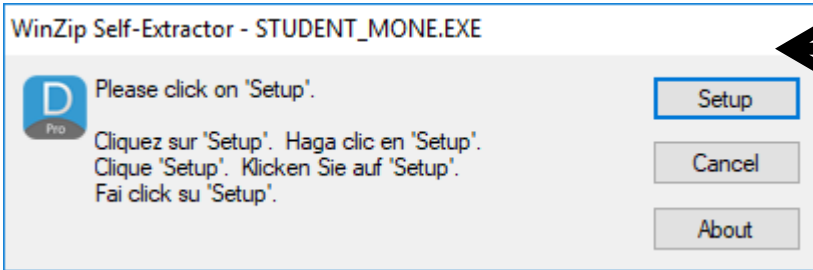 WinZip Self-Extractor - STUDENT_MONE.EXE
D
Pro
Please click on 'Setup'.
Cliquez sur 'Setup'. Haga clic en 'Setup'.
Clique 'Setup'. Klicken Sie auf 'Setup'.
Fai click su 'Setup'.
Setup
Cancel
About